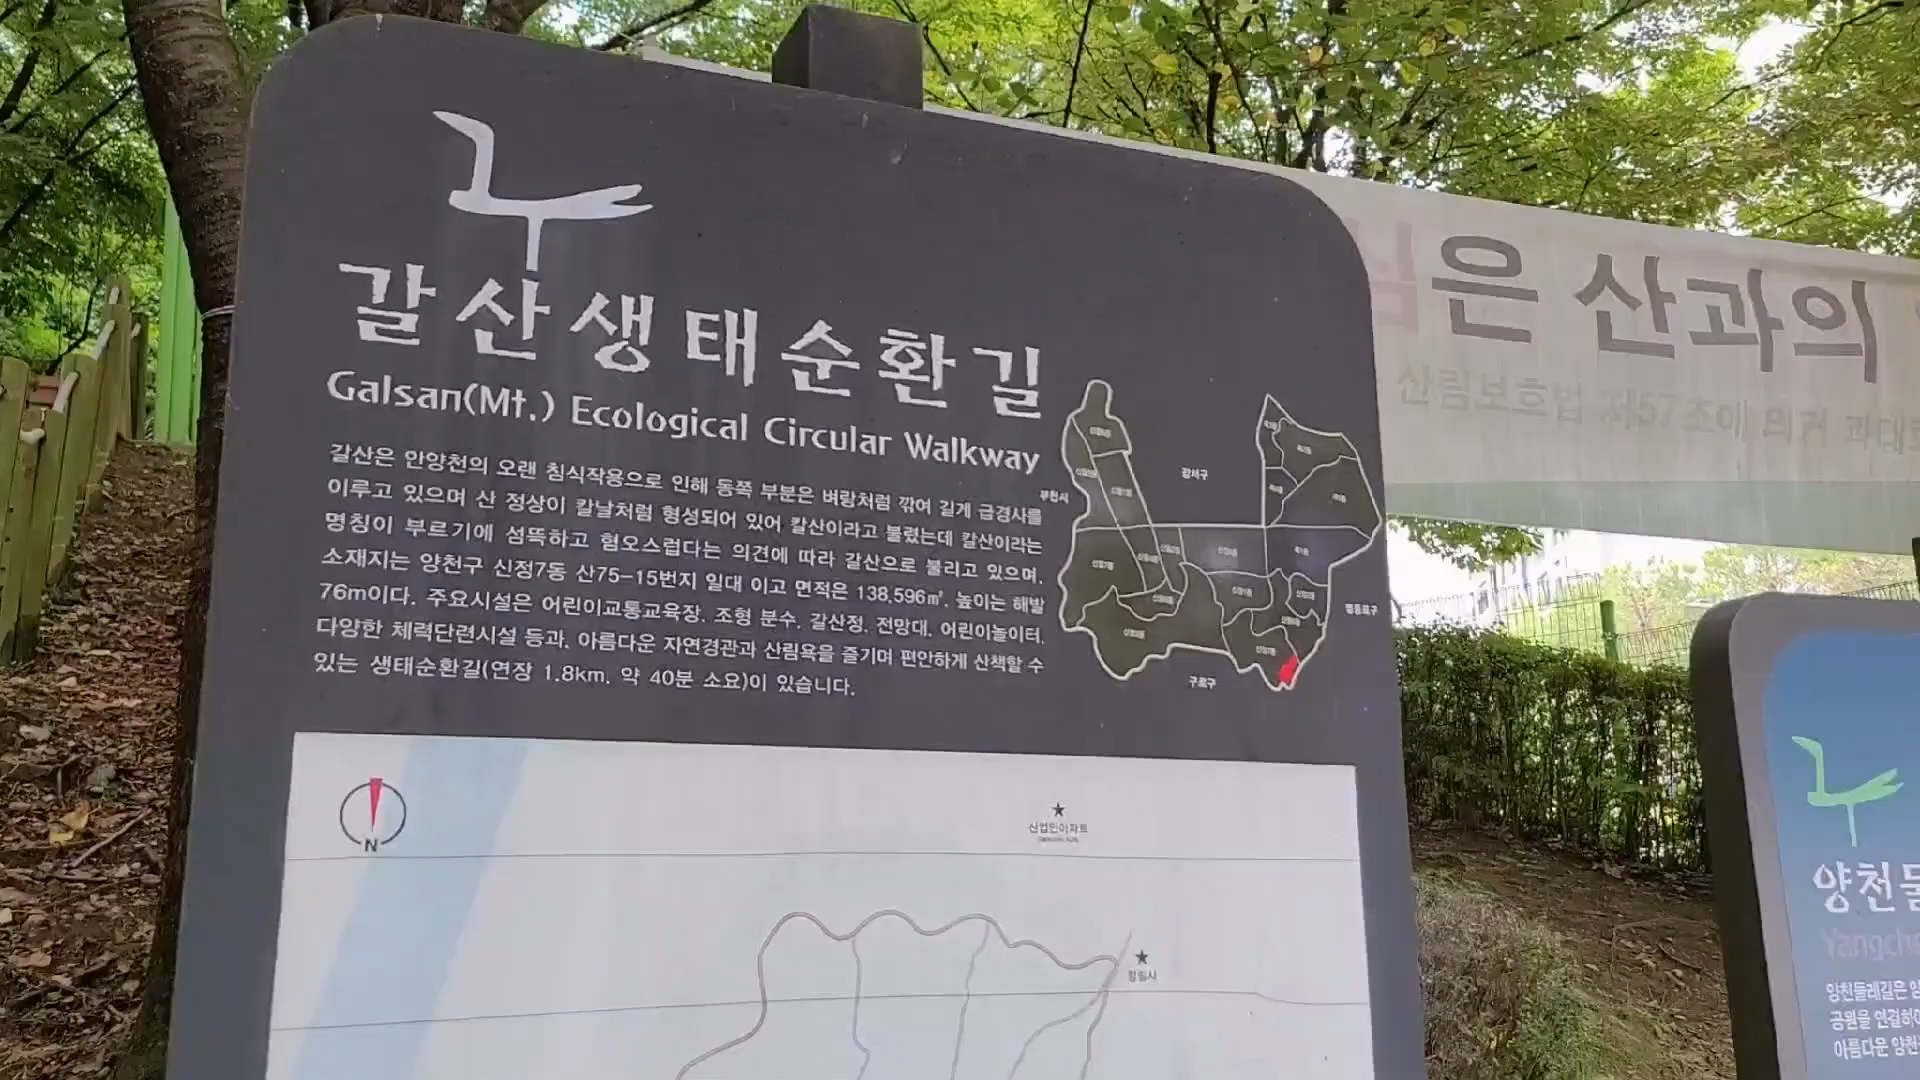 갈산생태순환길
Galsan(Mt.) Ecological Circular Walkway
갈산은 안양천의 오랜 침식작용으로 인해 동쪽 부분은 벼랑처럼 깎여 길게 급경사를
이루고 있으며 산 정상이 칼날처럼 형성되어 있어 칼산이라고 불렸는데 칼산이라는
명칭이 부르기에 섬뜩하고 혐오스럽다는 의견에 따라 갈산으로 불리고 있으며,
소재지는 양천구 신정7동 산75-15번지 일대 이고 면적은 138,596㎡, 높이는 해발
76m이다. 주요시설은 어린이교통교육장, 조형 분수, 갈산정, 전망대, 어린이놀이터,
다양한 체력단련시설 등과, 아름다운 자연경관과 산림욕을 즐기며 편안하게 산책할 수
있는 생태순환길(연장 1.8km, 약 40분 소요)이 있습니다.
부천시
강서구
영등포구
구로구
N
산업인아파트
은 산과의
산림보호법 제57조에 의거 과태
양천둘
Yangch
양천둘레길은 양
공원을 연결하
아름다운 양천